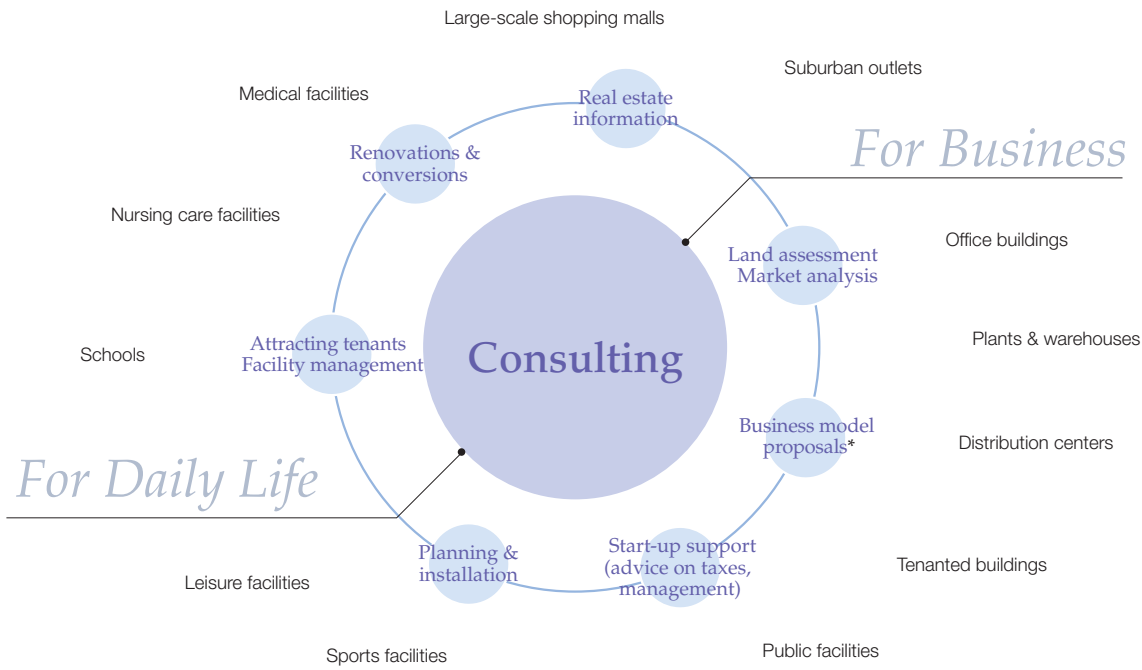 Large-scale shopping malls
Suburban outlets
Medical facilities
Real estate
information
For Business
Renovations &
conversions
Nursing care facilities
Office buildings
Land assessment
Market analysis
Plants & warehouses
Schools
Attracting tenants
Facility management
Consulting
Business model
proposals*
Distribution centers
For Daily Life
Planning &
installation
Start-up support
(advice on taxes,
management)
Tenanted buildings
Leisure facilities
Sports facilities
Public facilities